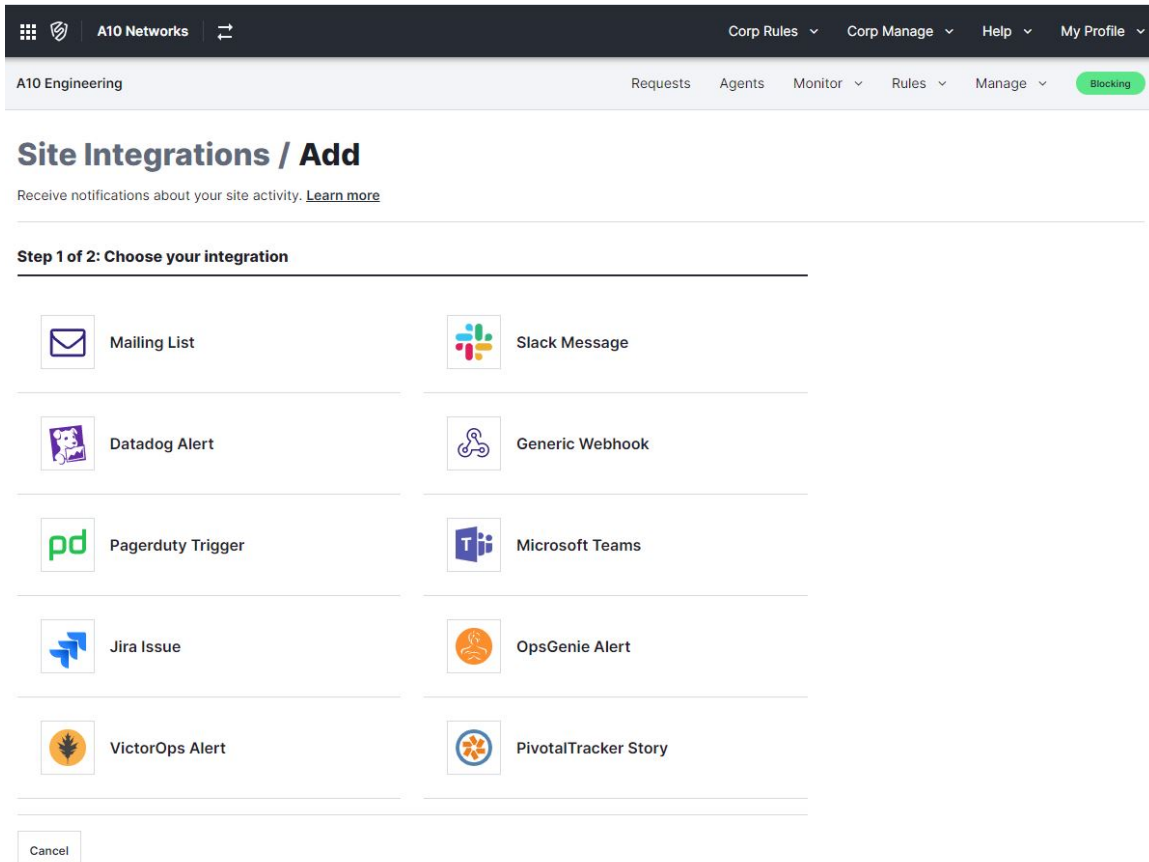 A10 Networks Corp Rules Corp Manage Help My Profile
A10 Engineering Requests Agents Monitor Rules Manage Blocking
Site Integrations / Add
Receive notifications about your site activity. Learn more
Step 1 of 2: Choose your integration
Mailing List Slack Message
Datadog Alert Generic Webhook
pd Pagerduty Trigger T Microsoft Teams
Jira Issue OpsGenie Alert
VictorOps Alert PivotalTracker Story
Cancel